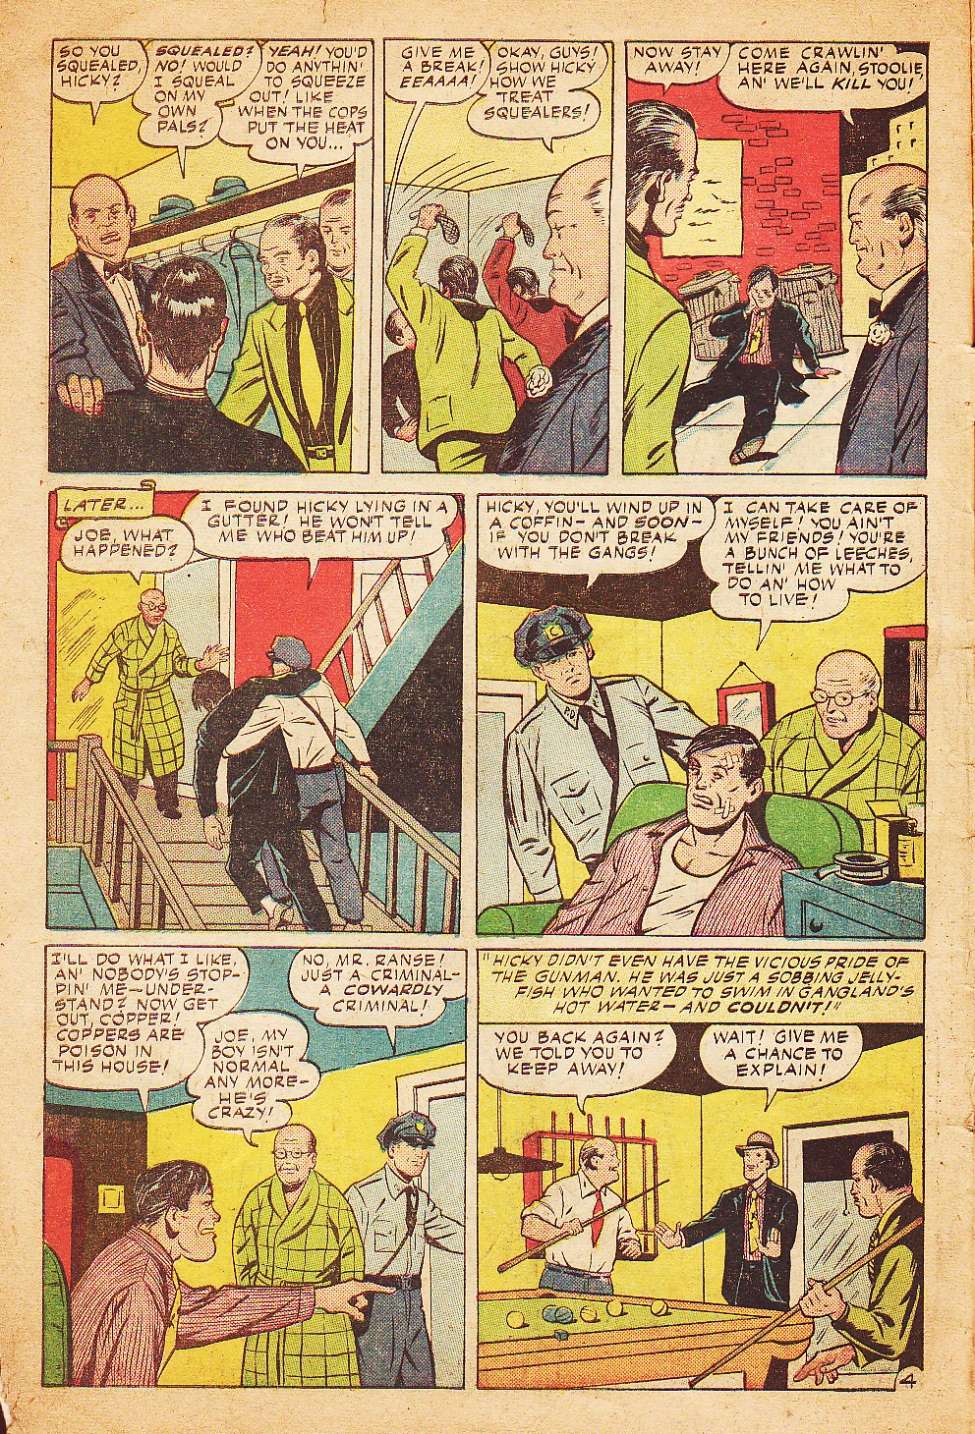 SO YOU
SQUEALED,
HICKY?
SQUEALED?
NO! WOULD
I SQUEAL
ON MY
OWN
PALS?
YEAH! YOU'D
DO ANYTHIN'
TO SQUEEZE
OUT! LIKE
WHEN THE COPS
PUT THE HEAT
ON YOU...
GIVE ME
A BREAK!
EEAAAA!
OKAY, GUYS!
SHOW HICKY
HOW WE
TREAT
SQUEALERS!
NOW STAY
AWAY!
COME CRAWLIN'
HERE AGAIN, STOOLIE,
AN' WE'LL KILL YOU!
LATER...
JOE, WHAT
HAPPENED?
I FOUND HICKY LYING IN A
GUTTER! HE WON'T TELL
ME WHO BEAT HIM UP!
HICKY, YOU'LL WIND UP IN
A COFFIN- AND SOON-
IF YOU DON'T BREAK
WITH THE GANGS!
I CAN TAKE CARE OF
MYSELF! YOU AIN'T
MY FRIENDS! YOU'RE
A BUNCH OF LEECHES,
TELLIN' ME WHAT TO
DO AN' HOW
TO LIVE!
P.D.
I'LL DO WHAT I LIKE,
AN' NOBODY'S STOP-
PIN' ME-UNDER-
STAND? NOW GET
OUT, COPPER!
COPPERS ARE
POISON IN
THIS HOUSE!
JOE, MY
BOY ISN'T
NORMAL
ANY MORE-
HE'S
CRAZY!
NO, MR. RANSE!
JUST A CRIMINAL-
A COWARDLY
CRIMINAL!
"HICKY DIDN'T EVEN HAVE THE VICIOUS PRIDE OF
THE GUNMAN. HE WAS JUST A SOBBING JELLY-
FISH WHO WANTED TO SWIM IN GANGLAND'S
HOT WATER- AND COULDN'T!"
YOU BACK AGAIN?
WE TOLD YOU TO
KEEP AWAY!
WAIT! GIVE ME
A CHANCE TO
EXPLAIN!
4